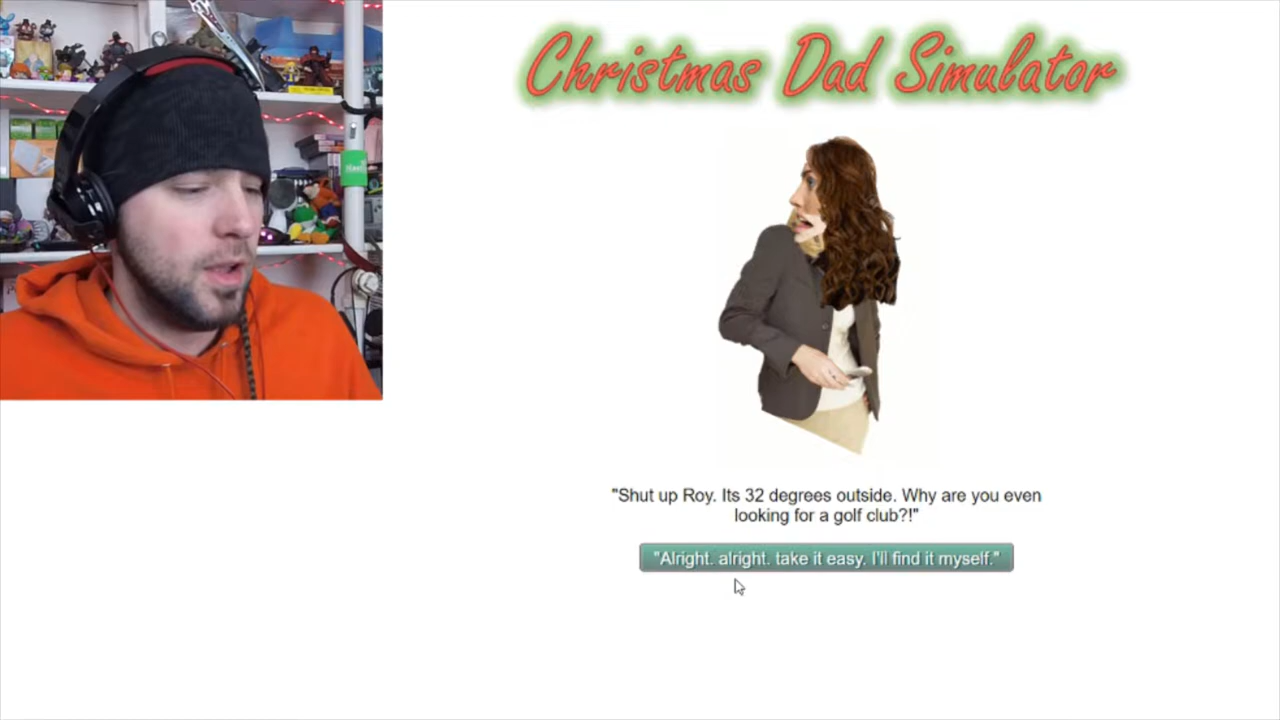 Christmas Dad Simulator
"Shut up Roy. Its 32 degrees outside. Why are you even
looking for a golf club?!"
"Alright. alright. take it easy. I'll find it myself."